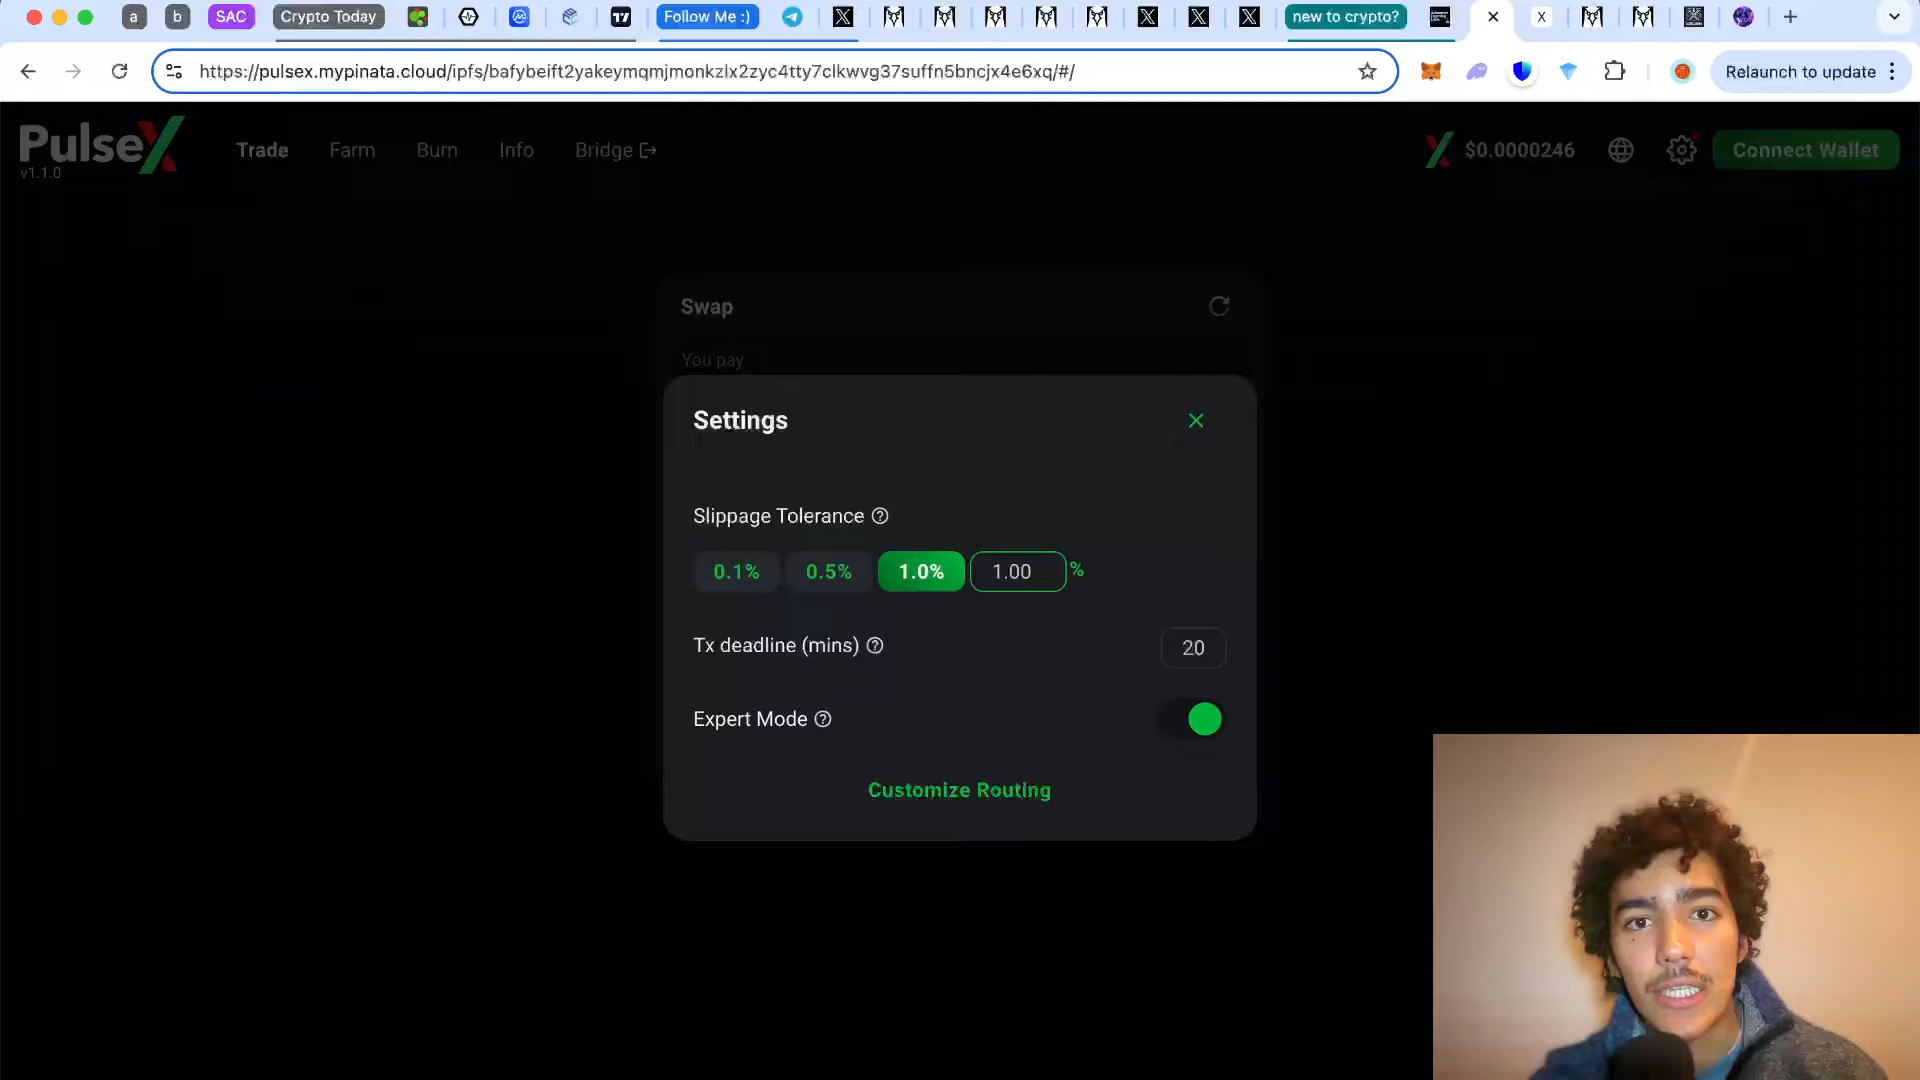 a
b
SAC
Crypto Today
Follow Me :)
new to crypto?
X
https://pulsex.mypinata.cloud/ipfs/bafybeift2yakeymqmjmonkzlx2zyc4tty7clkwvg37suffn5bncjx4e6xq/#/
Relaunch to update
PulseX
v1.1.0
Trade
Farm
Burn
Info
Bridge
$0.0000246
Connect Wallet
Swap
You pay
Settings
Slippage Tolerance
0.1%
0.5%
1.0%
1.00
%
Tx deadline (mins)
20
Expert Mode
Customize Routing